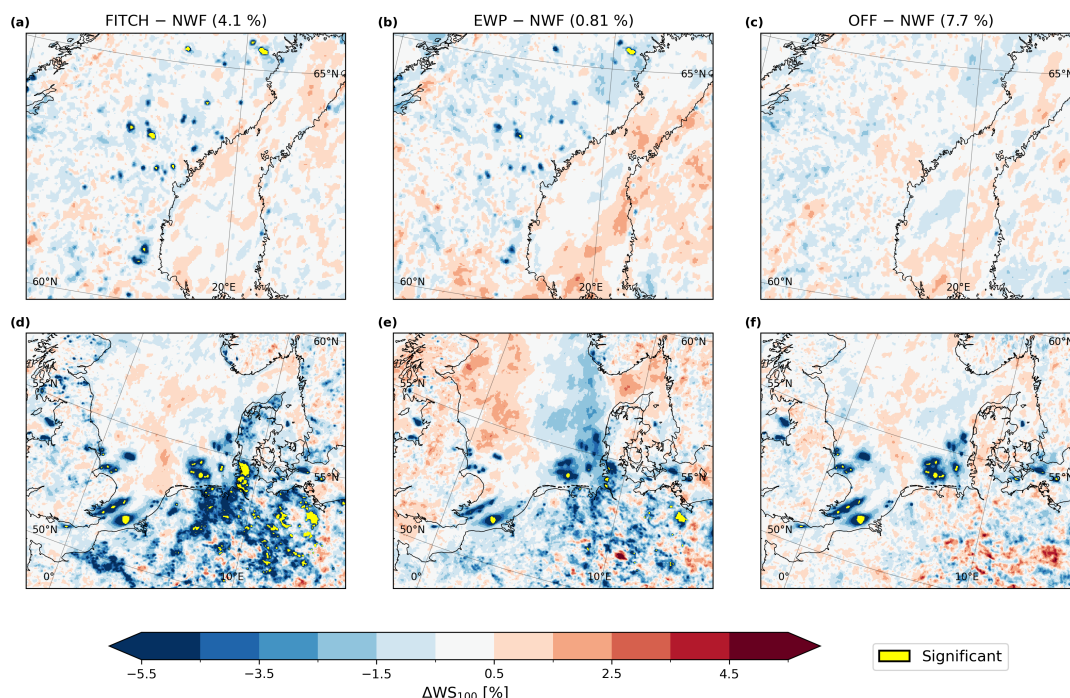 (a) FITCH − NWF (4.1 %)
(b) EWP − NWF (0.81 %)
(c) OFF − NWF (7.7 %)
65°N 65°N 65°N
60°N 20°E 60°N 20°E 60°N 20°E
(d) (e) (f)
60°N 60°N 60°N
55°N 55°N 55°N
55°N 55°N 55°N
50°N 50°N 50°N
0° 10°E 0° 10°E 0° 10°E
−5.5 −3.5 −1.5 0.5 2.5 4.5
ΔWS100 [%]
Significant